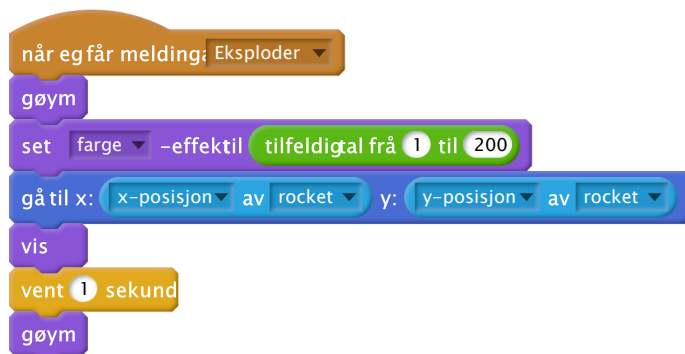 når eg får meldinga Eksploder
gøym
set farge -effekt til tilfeldig tal frå 1 til 200
gå til x: x-posisjon av rocket y: y-posisjon av rocket
vis
vent 1 sekund
gøym